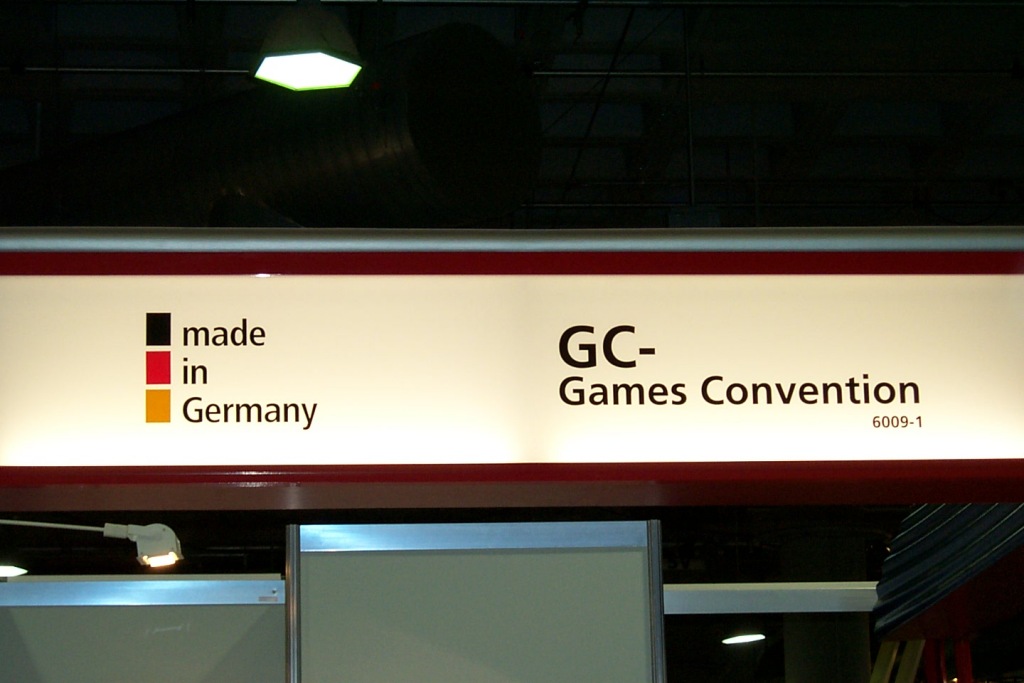 made
in
Germany
GC-
Games Convention
6009-1